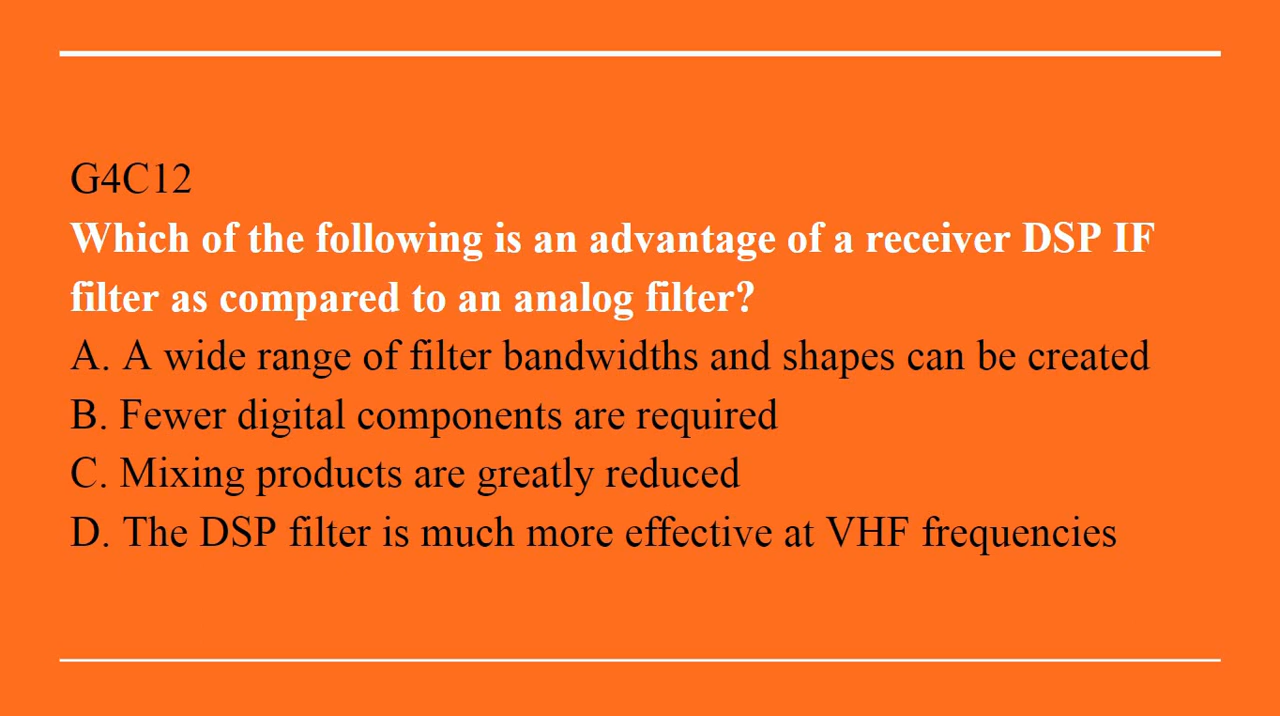 G4C12
Which of the following is an advantage of a receiver DSP IF
filter as compared to an analog filter?
A. A wide range of filter bandwidths and shapes can be created
B. Fewer digital components are required
C. Mixing products are greatly reduced
D. The DSP filter is much more effective at VHF frequencies